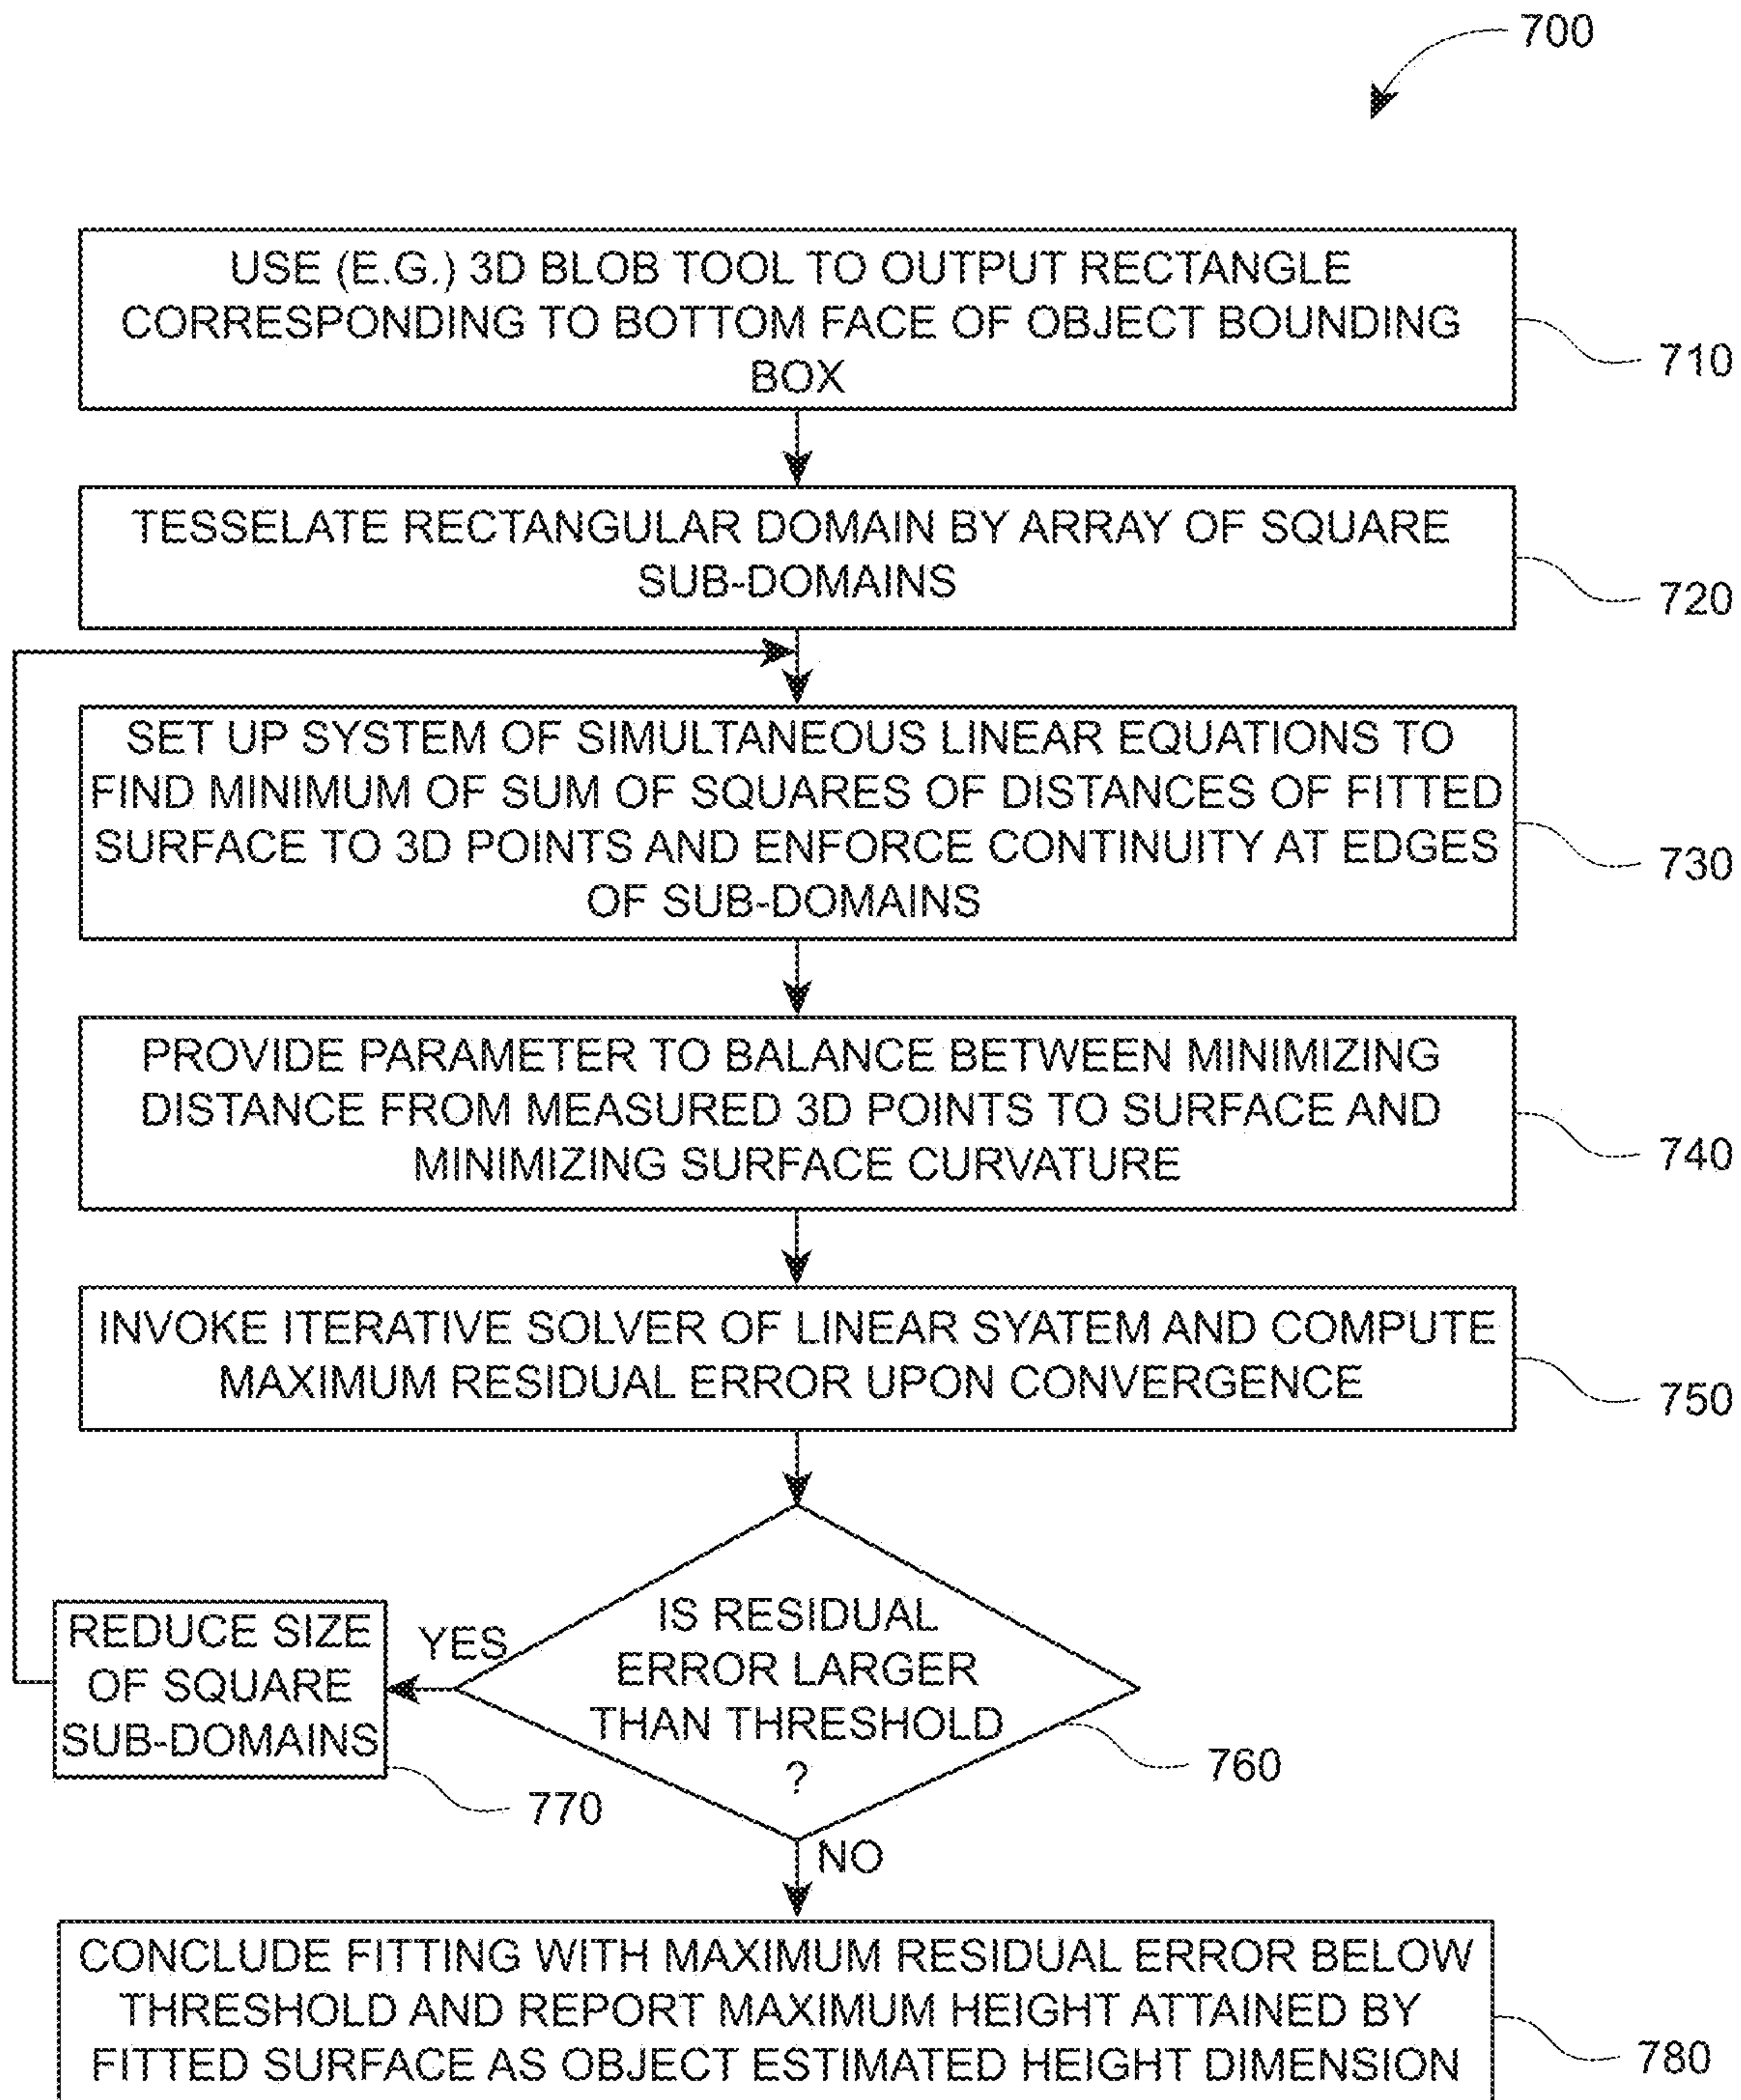 700
USE (E.G.) 3D BLOB TOOL TO OUTPUT RECTANGLE
CORRESPONDING TO BOTTOM FACE OF OBJECT BOUNDING
BOX
710
TESSELATE RECTANGULAR DOMAIN BY ARRAY OF SQUARE
SUB-DOMAINS
720
SET UP SYSTEM OF SIMULTANEOUS LINEAR EQUATIONS TO
FIND MINIMUM OF SUM OF SQUARES OF DISTANCES OF FITTED
SURFACE TO 3D POINTS AND ENFORCE CONTINUITY AT EDGES
OF SUB-DOMAINS
730
PROVIDE PARAMETER TO BALANCE BETWEEN MINIMIZING
DISTANCE FROM MEASURED 3D POINTS TO SURFACE AND
MINIMIZING SURFACE CURVATURE
740
INVOKE ITERATIVE SOLVER OF LINEAR SYATEM AND COMPUTE
MAXIMUM RESIDUAL ERROR UPON CONVERGENCE
750
IS RESIDUAL
ERROR LARGER
THAN THRESHOLD
?
760
YES
REDUCE SIZE
OF SQUARE
SUB-DOMAINS
770
NO
CONCLUDE FITTING WITH MAXIMUM RESIDUAL ERROR BELOW
THRESHOLD AND REPORT MAXIMUM HEIGHT ATTAINED BY
FITTED SURFACE AS OBJECT ESTIMATED HEIGHT DIMENSION
780